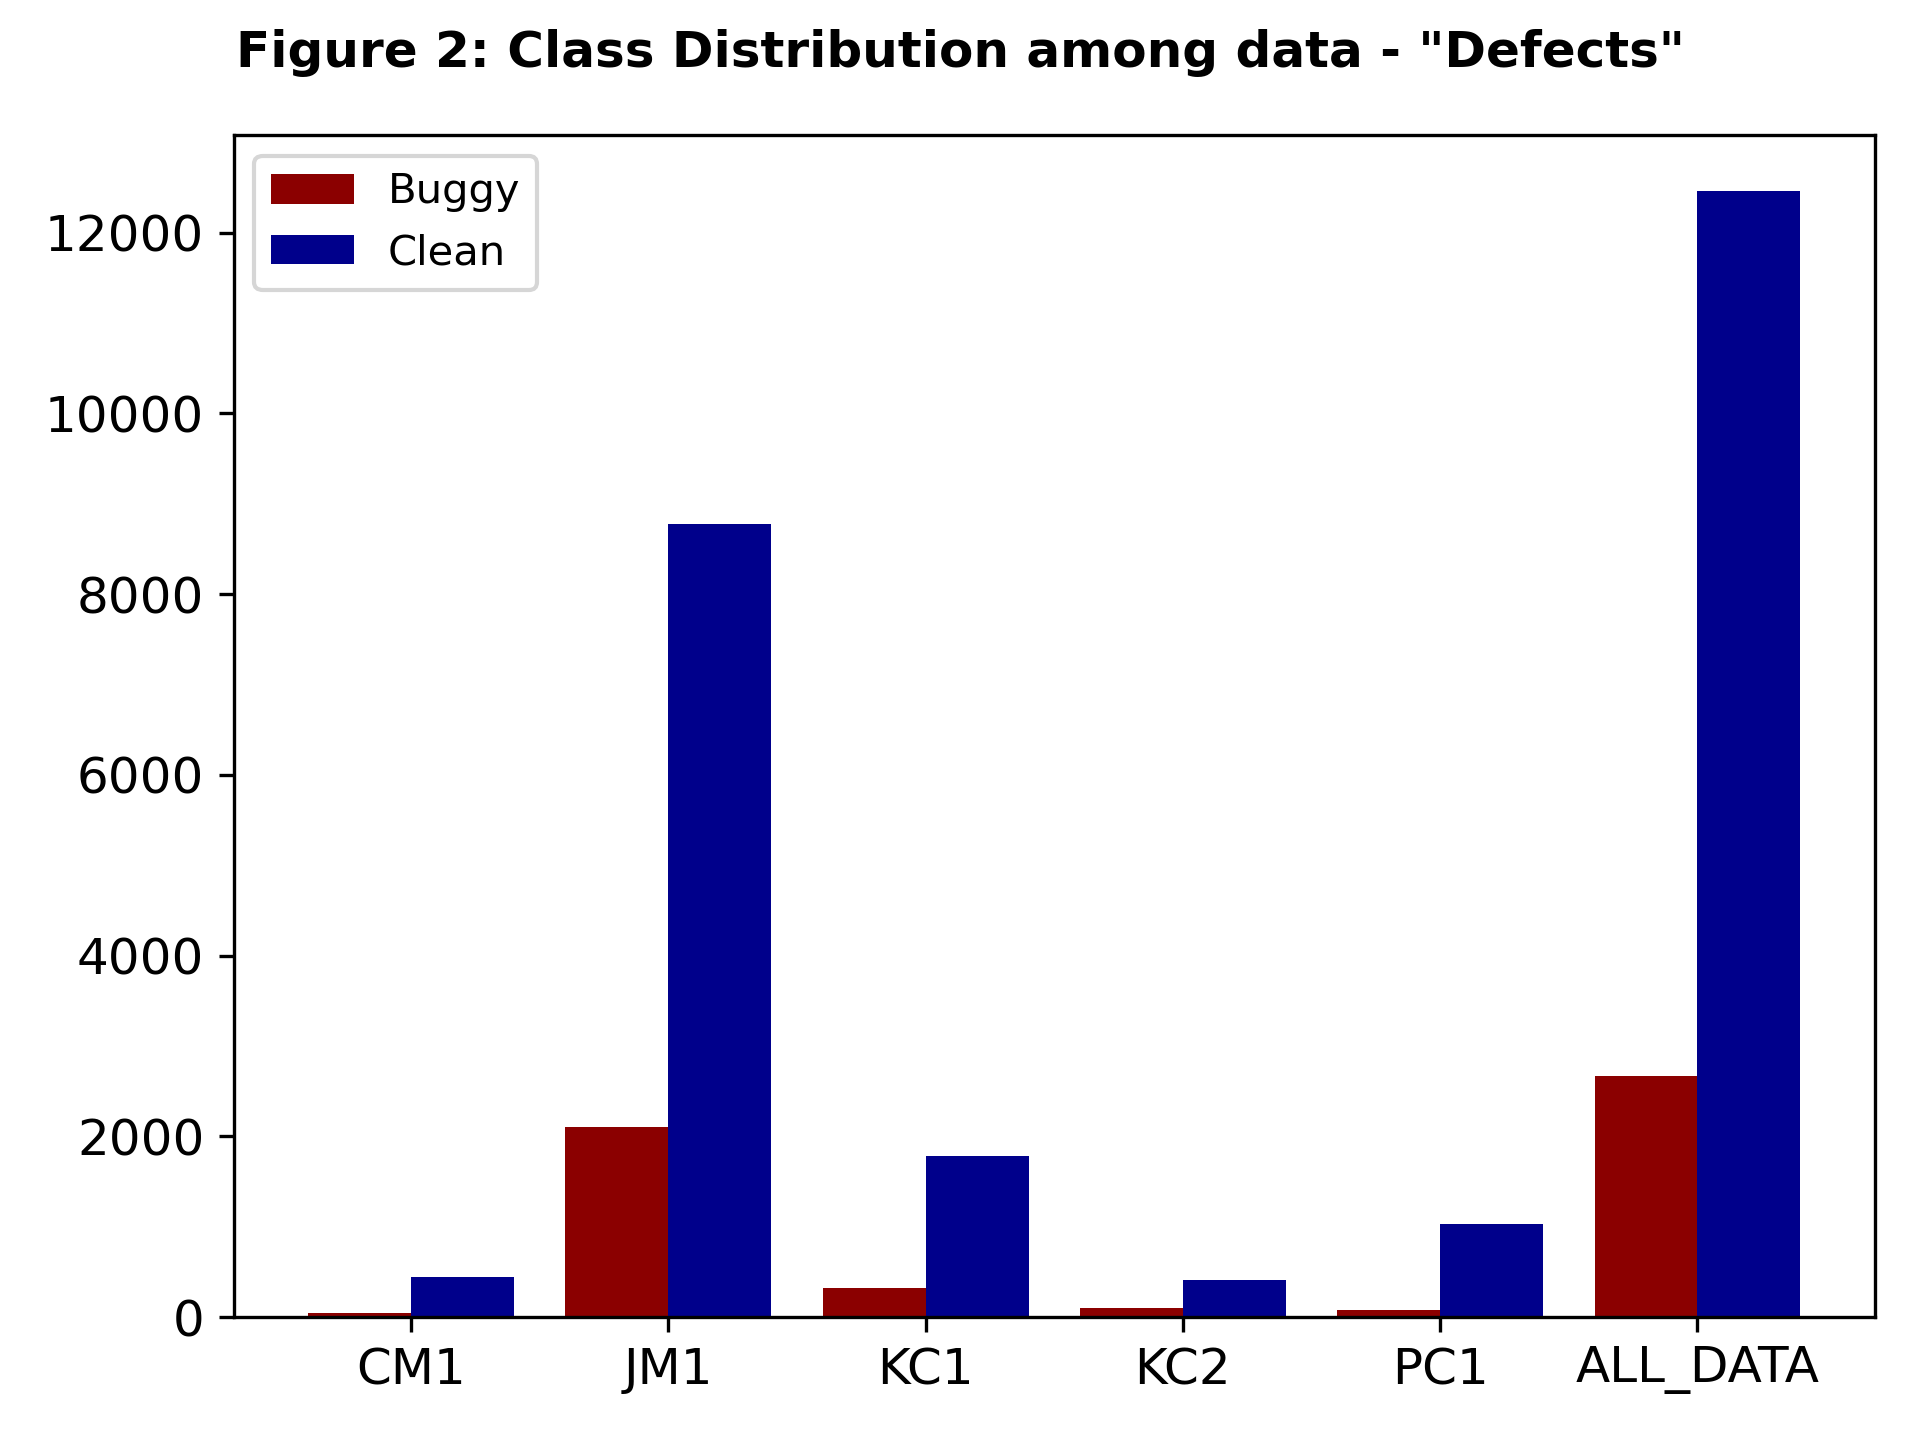 Figure 2: Class Distribution among data - "Defects"
Buggy
Clean
12000
10000
8000
6000
4000
2000
0
CM1 JM1 KC1 KC2 PC1 ALL_DATA